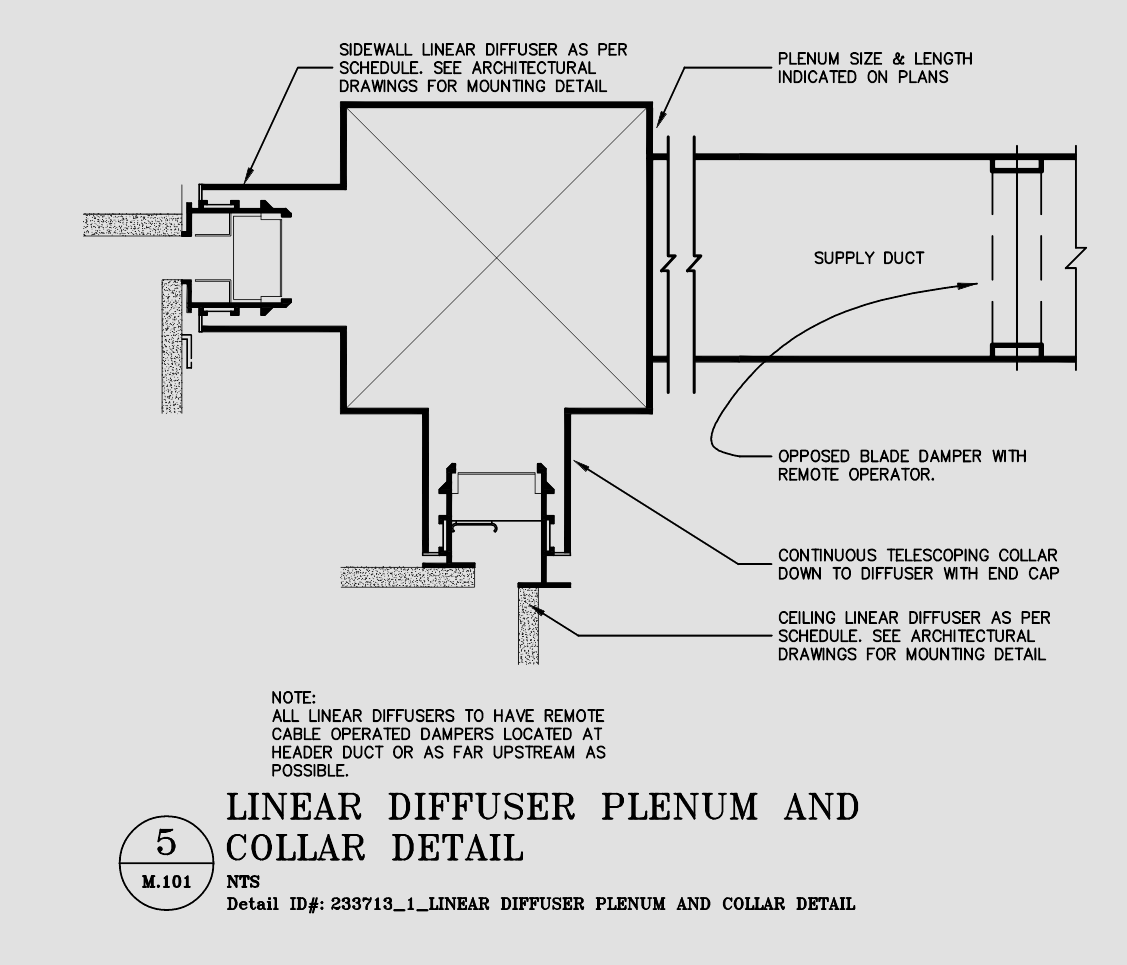 SIDEWALL LINEAR DIFFUSER AS PER
SCHEDULE. SEE ARCHITECTURAL
DRAWINGS FOR MOUNTING DETAIL
PLENUM SIZE & LENGTH
INDICATED ON PLANS
SUPPLY DUCT
OPPOSED BLADE DAMPER WITH
REMOTE OPERATOR.
CONTINUOUS TELESCOPING COLLAR
DOWN TO DIFFUSER WITH END CAP
CEILING LINEAR DIFFUSER AS PER
SCHEDULE. SEE ARCHITECTURAL
DRAWINGS FOR MOUNTING DETAIL
NOTE:
ALL LINEAR DIFFUSERS TO HAVE REMOTE
CABLE OPERATED DAMPERS LOCATED AT
HEADER DUCT OR AS FAR UPSTREAM AS
POSSIBLE.
LINEAR DIFFUSER PLENUM AND
COLLAR DETAIL
5
M.101
NTS
Detail ID#: 233713_1_LINEAR DIFFUSER PLENUM AND COLLAR DETAIL